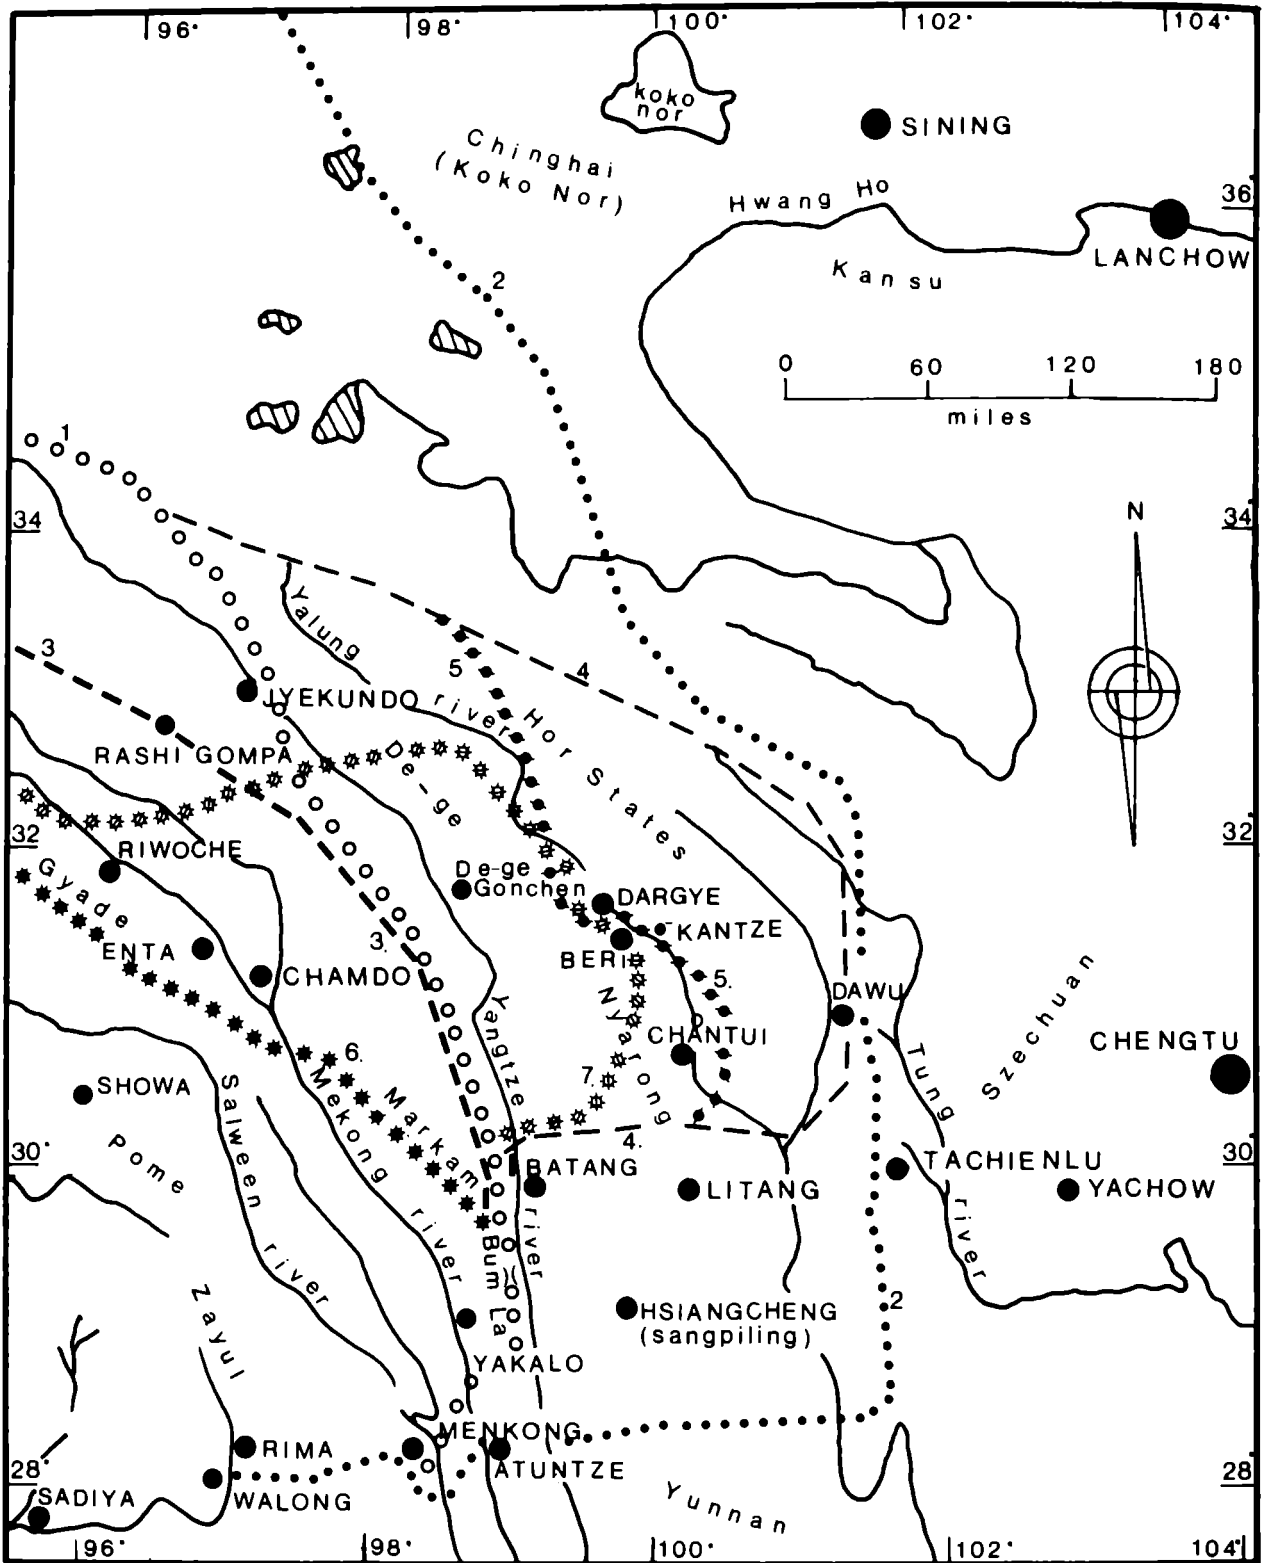 96·
98·
100·
102·
104·
koko
nor
SINING
Chinghai
(Koko Nor)
Hwang Ho
36
LANCHOW
Kansu
2
0 60 120 180
miles
1
34
34
N
3
Yalung
river
5
4
JYEKUNDO
RASHI GOMPA
De-ge
Hor States
32
32
RIWOCHE
Gyade
De-ge
Gonchen
DARGYE
KANTZE
BERI
ENTA
CHAMDO
3.
5.
DAWU
Nyarong
CHANTUI
Yangtze
river
Szechuan
CHENGTU
Tung
river
6.
7.
Markam
Mekong
river
SHOWA
Salween
river
Pome
4.
30·
30
BATANG
LITANG
TACHIENLU
YACHOW
Bum La
Zayul
HSIANGCHENG
(sangpiling)
2
YAKALO
MENKONG
RIMA
ATUNTZE
WALONG
28·
28
SADIYA
Yunnan
96·
98·
100·
102·
104·